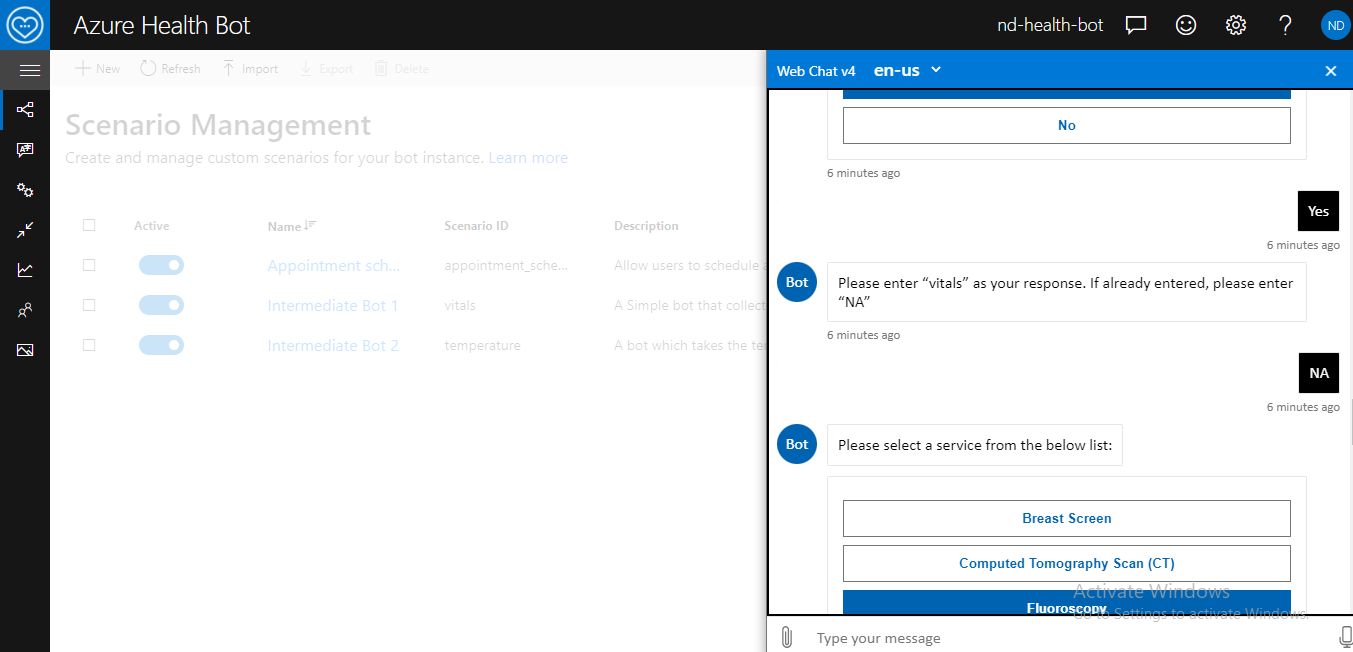 Azure Health Bot
nd-health-bot
ND
New
Refresh
Import
Export
Delete
Scenario Management
Create and manage custom scenarios for your bot instance. Learn more
Active
Name
Scenario ID
Description
Appointment sch...
appointment_sche...
Allow users to schedule a
Intermediate Bot 1
vitals
A Simple bot that collect
Intermediate Bot 2
temperature
A bot which takes the te
Web Chat v4
en-us
No
6 minutes ago
Yes
6 minutes ago
Bot
Please enter “vitals” as your response. If already entered, please enter
“NA”
6 minutes ago
NA
6 minutes ago
Bot
Please select a service from the below list:
Breast Screen
Computed Tomography Scan (CT)
Fluoroscopy
Activate Windows
Go to Settings to activate Windows.
Type your message